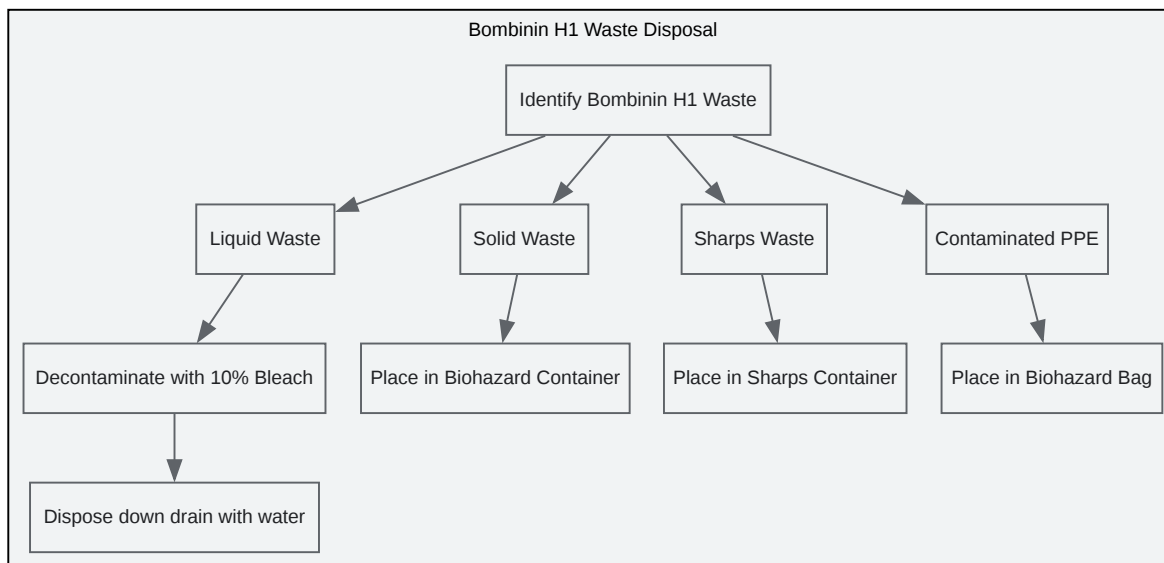 Bombinin H1 Waste Disposal
Identify Bombinin H1 Waste
Liquid Waste
Solid Waste
Sharps Waste
Contaminated PPE
Decontaminate with 10% Bleach
Place in Biohazard Container
Place in Sharps Container
Place in Biohazard Bag
Dispose down drain with water